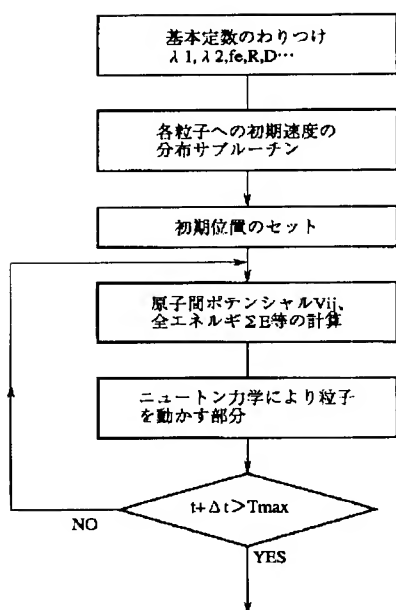 基本定数のわりつけ
λ1,λ2,fe,R,D…
各粒子への初期速度の
分布サブルーチン
初期位置のセット
原子間ポテンシャルVij、
全エネルギΣE等の計算
ニュートン力学により粒子
を動かす部分
t+Δt>Tmax
NO
YES